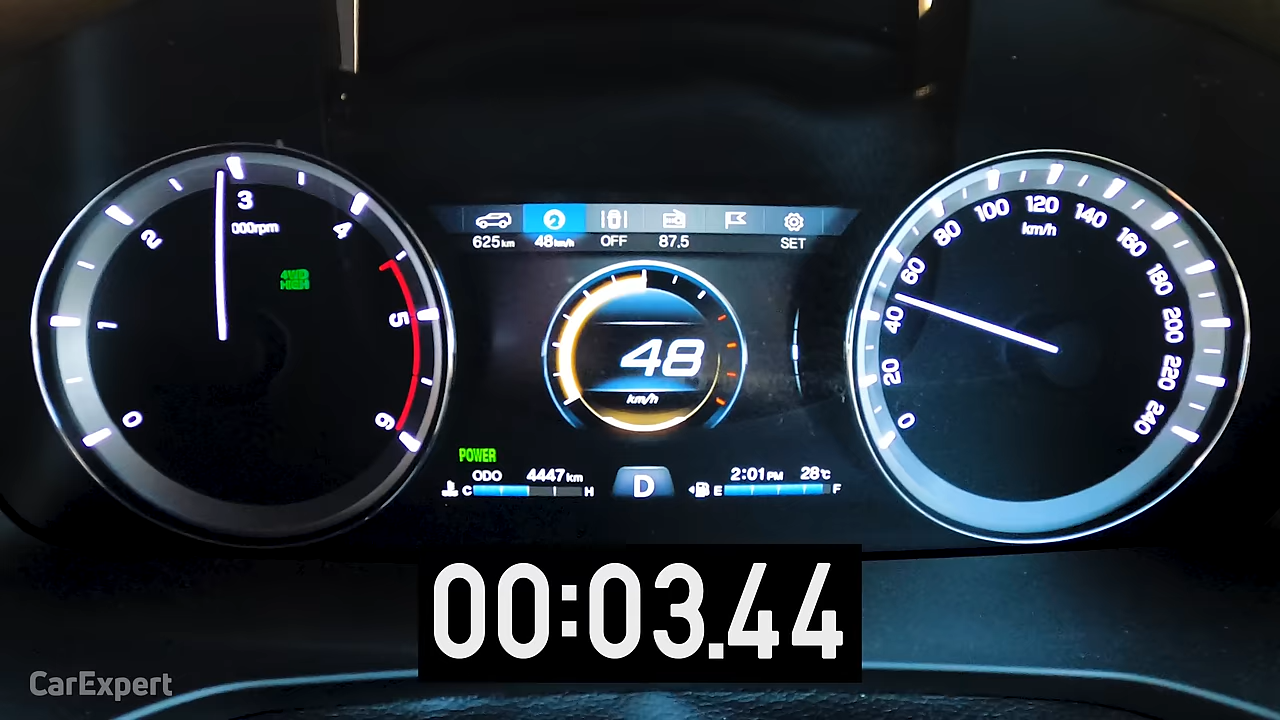 0 1 2 3 4 5 6
000rpm
4WD
HIGH
625km 48km/h OFF 87.5 SET
48
km/h
POWER
ODO 4447km 2:01PM 28°C
C H D E F
0 20 40 60 80 100 120 140 160 180 200 220 240
km/h
00:03.44
CarExpert